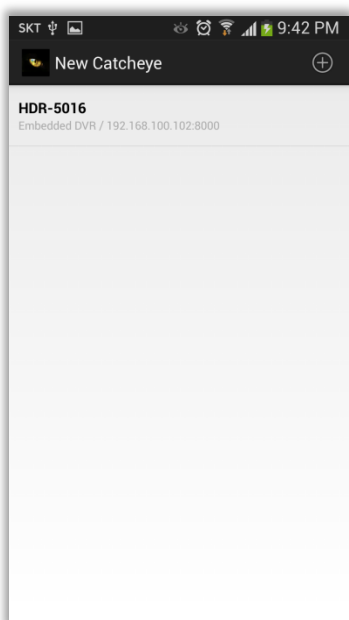 SKT 9:42 PM
New Catcheye
HDR-5016
Embedded DVR / 192.168.100.102:8000